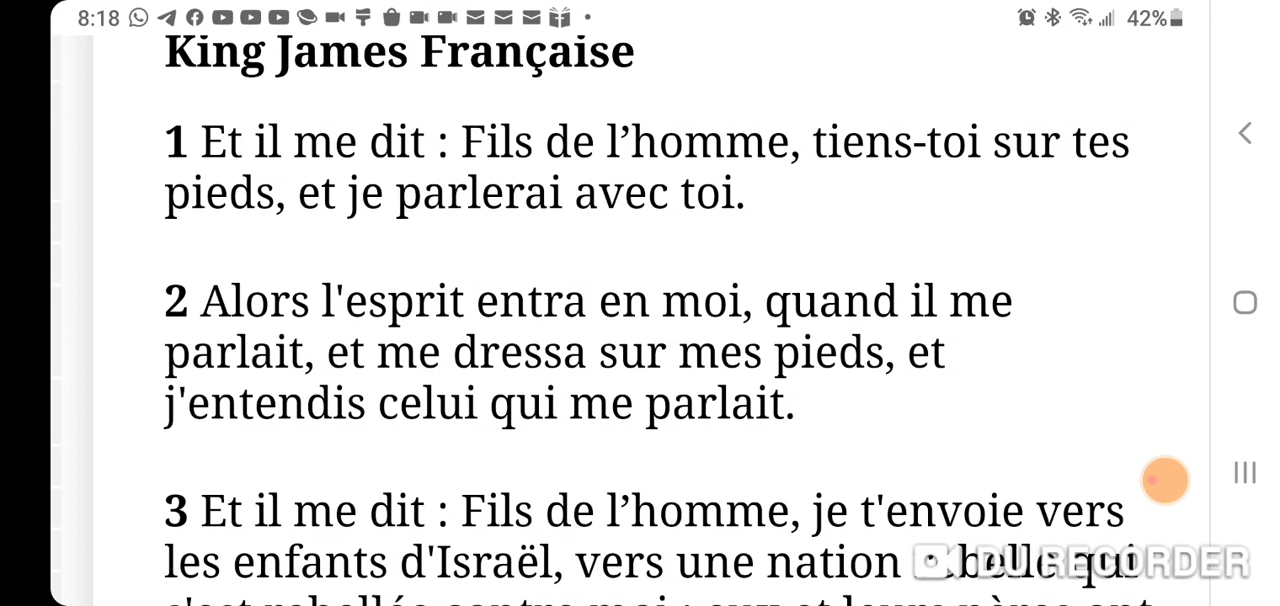 8:18
42%
King James Française
1 Et il me dit : Fils de l’homme, tiens-toi sur tes
pieds, et je parlerai avec toi.
2 Alors l'esprit entra en moi, quand il me
parlait, et me dressa sur mes pieds, et
j'entendis celui qui me parlait.
3 Et il me dit : Fils de l’homme, je t'envoie vers
les enfants d'Israël, vers une nation qui
DU RECORDER